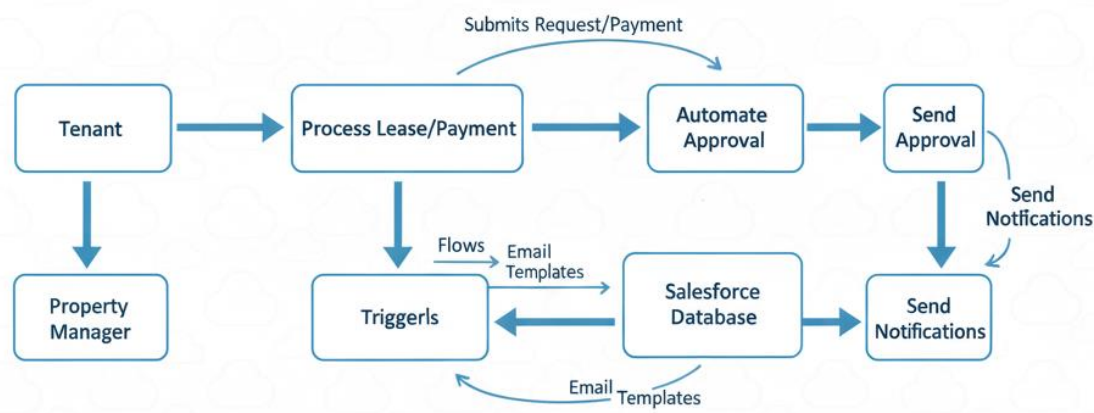 Submits Request/Payment
Tenant
Process Lease/Payment
Automate
Approval
Send
Approval
Send
Notifications
Flows
Email
Templates
Property
Manager
Triggerls
Salesforce
Database
Send
Notifications
Email
Templates